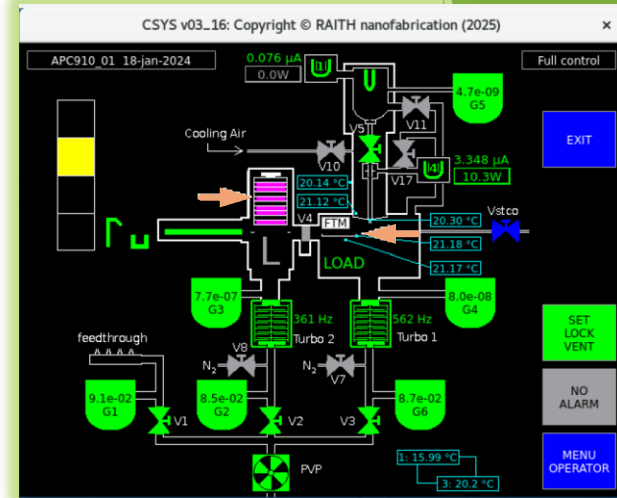 CSYS v03_16: Copyright © RAITH nanofabrication (2025) ×
APC910_01 18-jan-2024
0.076 µA
0.0W
1
Full control
4.7e-09
G5
V11
V5
Cooling Air
V10
V17
4
3.348 µA
10.3W
EXIT
20.14 °C
21.12 °C
V4
FTM
20.30 °C
Vstco
21.18 °C
L
LOAD
21.17 °C
7.7e-07
G3
8.0e-08
G4
361 Hz
Turbo 2
562 Hz
Turbo 1
SET
LOCK
VENT
feedthrough
V8
N₂
N₂
V7
9.1e-02
G1
V1
8.5e-02
G2
V2
V3
8.7e-02
G6
NO
ALARM
PVP
1: 15.99 °C
3: 20.2 °C
MENU
OPERATOR